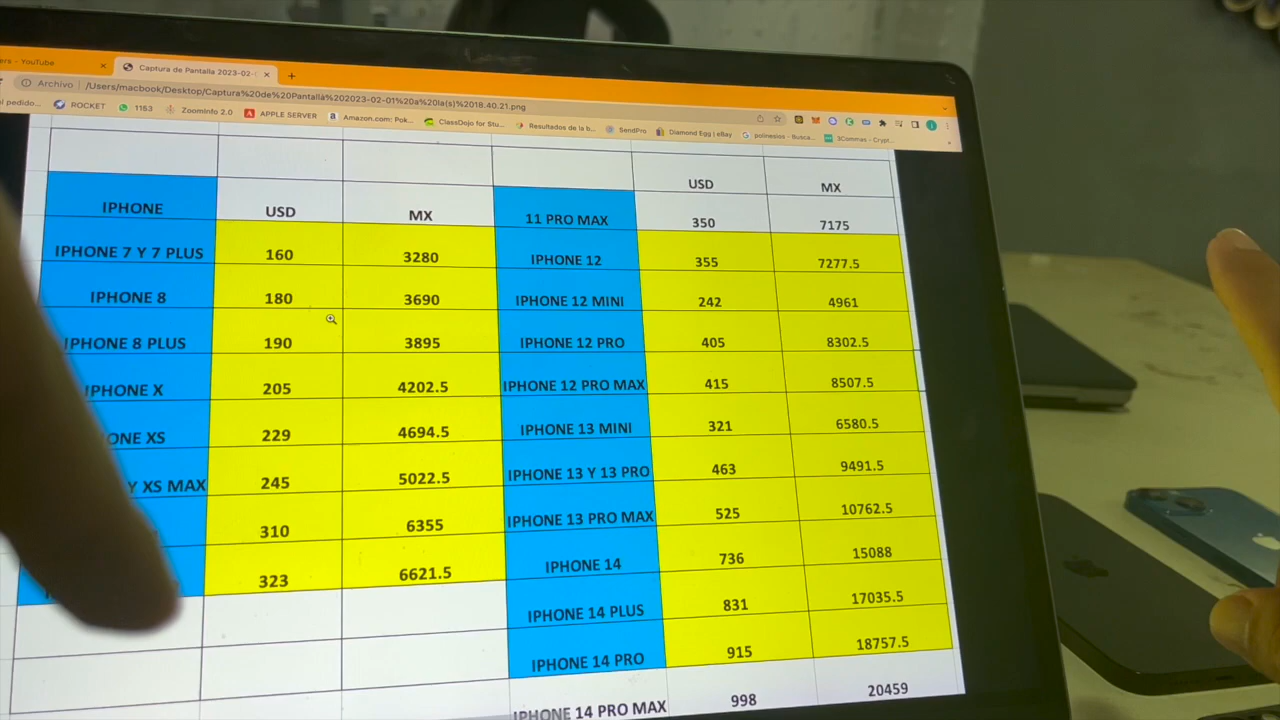 ers - YouTube
Captura de Pantalla 2023-02-
Archivo /Users/macbook/Desktop/Captura%20de%20Pantalla%202023-02-01%20a%20la(s)%2018.40.21.png
el pedido...
ROCKET
1153
ZoomInfo 2.0
APPLE SERVER
Amazon.com: Pok...
ClassDojo for Stu...
Resultados de la b...
SendPro
Diamond Egg | eBay
polinesios - Busca...
3Commas - Crypt...
IPHONE USD MX
IPHONE 7 Y 7 PLUS 160 3280
IPHONE 8 180 3690
IPHONE 8 PLUS 190 3895
IPHONE X 205 4202.5
ONE XS 229 4694.5
Y XS MAX 245 5022.5
310 6355
323 6621.5
USD MX
11 PRO MAX 350 7175
IPHONE 12 355 7277.5
IPHONE 12 MINI 242 4961
IPHONE 12 PRO 405 8302.5
IPHONE 12 PRO MAX 415 8507.5
IPHONE 13 MINI 321 6580.5
IPHONE 13 Y 13 PRO 463 9491.5
IPHONE 13 PRO MAX 525 10762.5
IPHONE 14 736 15088
IPHONE 14 PLUS 831 17035.5
IPHONE 14 PRO 915 18757.5
IPHONE 14 PRO MAX 998 20459